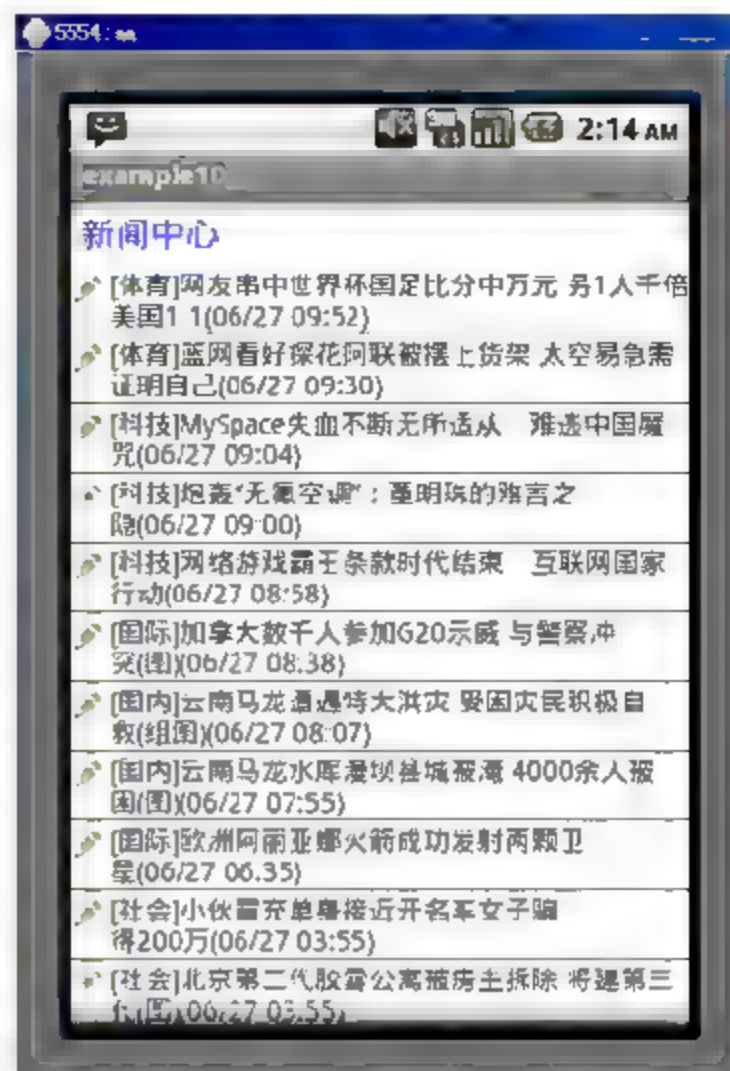 5554:
2:14 AM
example10
新闻中心
[体育]网友串中世界杯国足比分中万元 另1人千倍
美国1 1(06/27 09:52)
[体育]蓝网看好探花阿联被摆上货架 太空易急需
证明自己(06/27 09:30)
[科技]MySpace失血不断无所适从 难逃中国魔
咒(06/27 09:04)
[科技]炮轰"无氟空调"：董明珠的难言之
隐(06/27 09:00)
[科技]网络游戏霸王条款时代结束 互联网国家
行动(06/27 08:58)
[国际]加拿大数千人参加G20示威 与警察冲
突(图)(06/27 08:38)
[国内]云南马龙遭遇特大洪灾 受困灾民积极自
救(组图)(06/27 08:07)
[国内]云南马龙水库漫坝县城被淹 4000余人被
困(图)(06/27 07:55)
[国际]欧洲阿丽亚娜火箭成功发射两颗卫
星(06/27 06:35)
[社会]小伙冒充单身接近开名车女子骗
得200万(06/27 03:55)
[社会]北京第二代胶囊公寓被房主拆除 将建第三
代(图)(06/27 03:55)